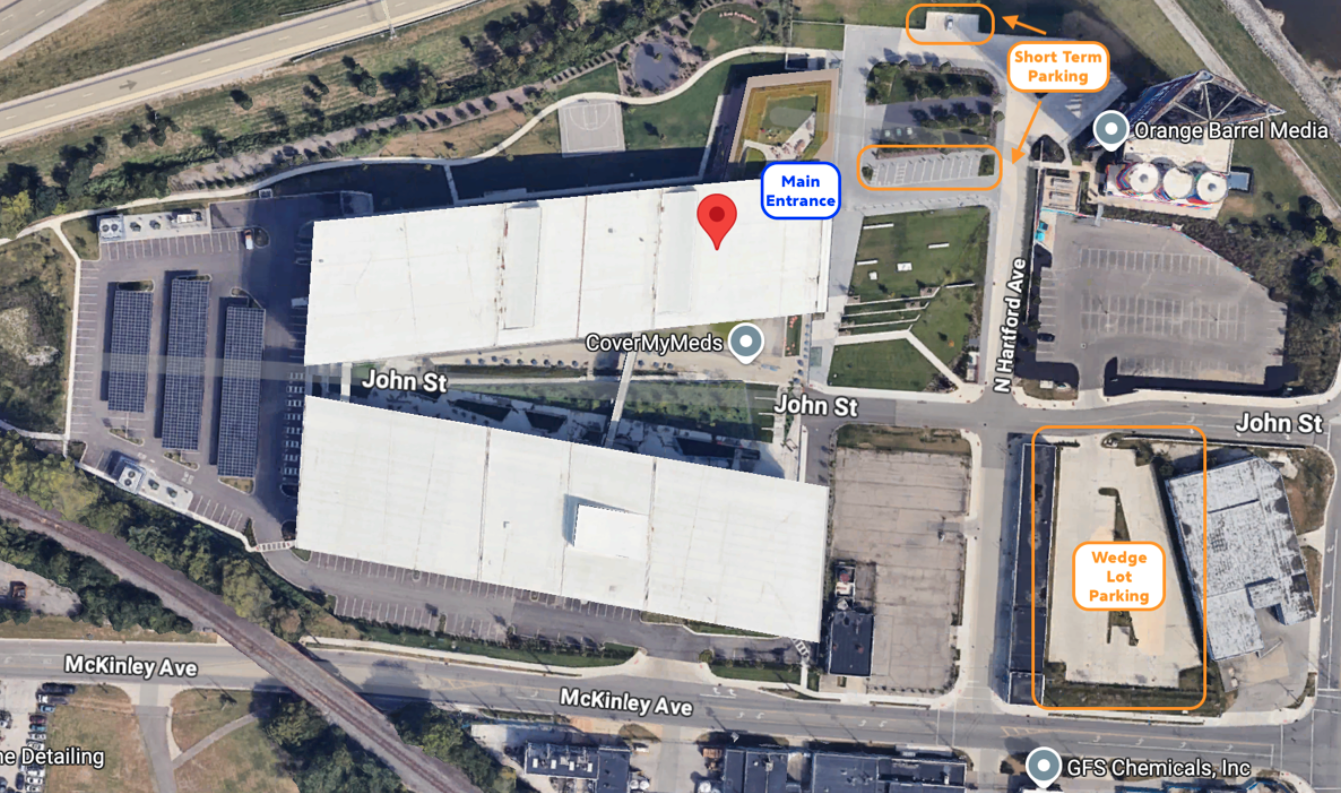 Short Term
Parking
Orange Barrel Media
Main
Entrance
N Hartford Ave
CoverMyMeds
John St
John St
John St
Wedge
Lot
Parking
McKinley Ave
McKinley Ave
ne Detailing
GFS Chemicals, Inc